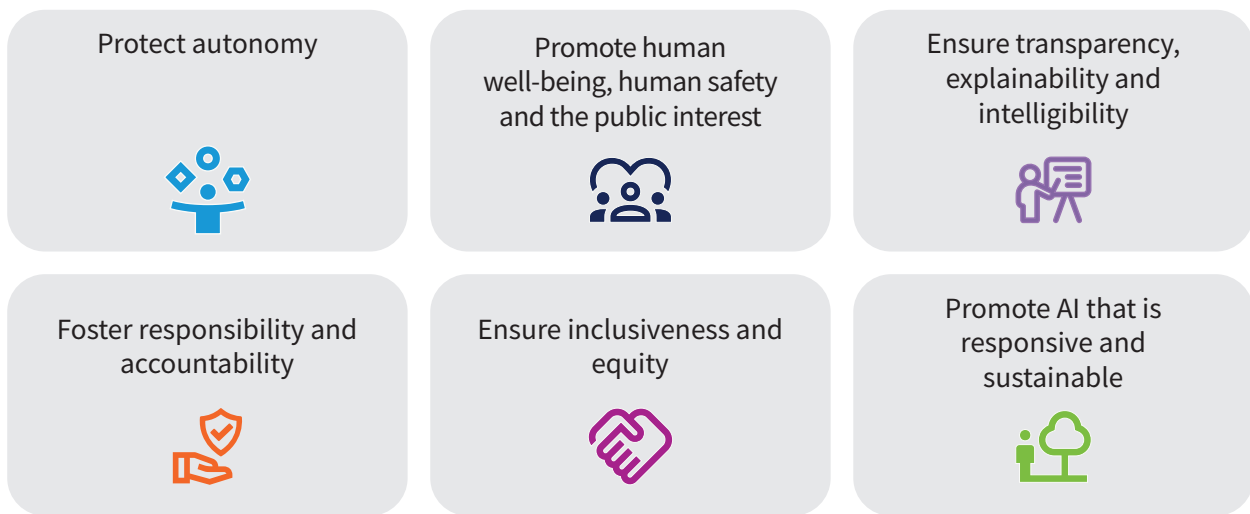 Protect autonomy
Promote human
well-being, human safety
and the public interest
Ensure transparency,
explainability and
intelligibility
Foster responsibility and
accountability
Ensure inclusiveness and
equity
Promote AI that is
responsive and
sustainable